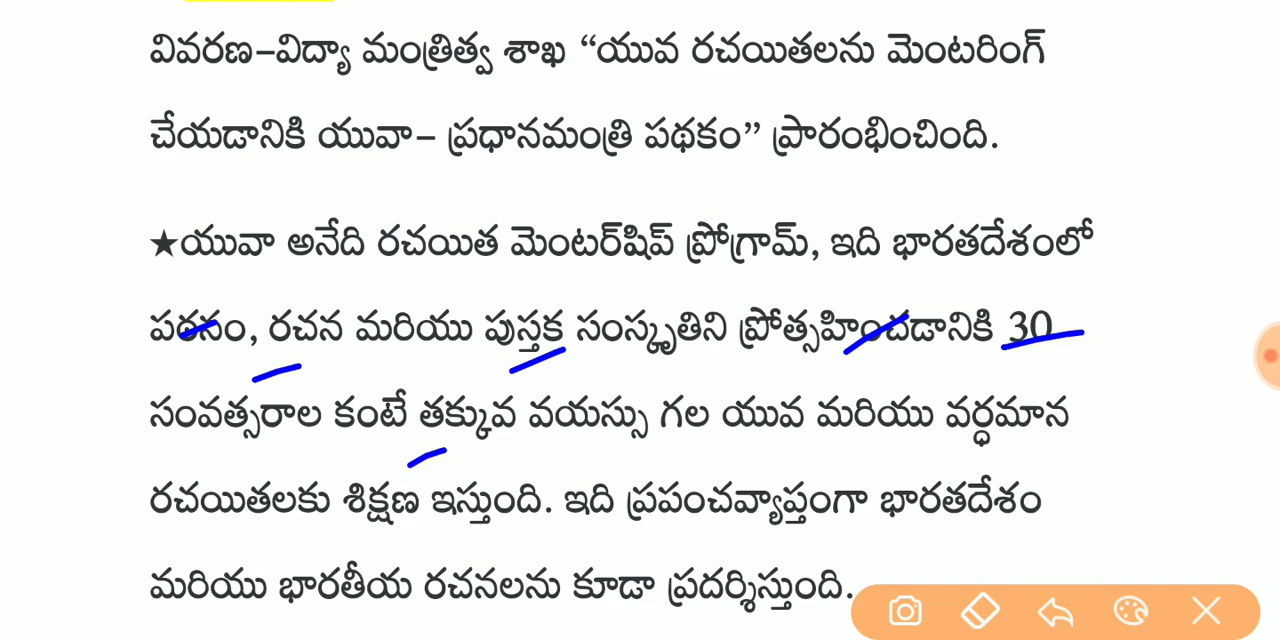 వివరణ–విద్యా మంత్రిత్వ శాఖ “యువ రచయితలను మెంటరింగ్
చేయడానికి యువా– ప్రధానమంత్రి పథకం” ప్రారంభించింది.
★యువా అనేది రచయిత మెంటర్‌షిప్ ప్రోగ్రామ్, ఇది భారతదేశంలో
పఠనం, రచన మరియు పుస్తక సంస్కృతిని ప్రోత్సహించడానికి 30
సంవత్సరాల కంటే తక్కువ వయస్సు గల యువ మరియు వర్ధమాన
రచయితలకు శిక్షణ ఇస్తుంది. ఇది ప్రపంచవ్యాప్తంగా భారతదేశం
మరియు భారతీయ రచనలను కూడా ప్రదర్శిస్తుంది.